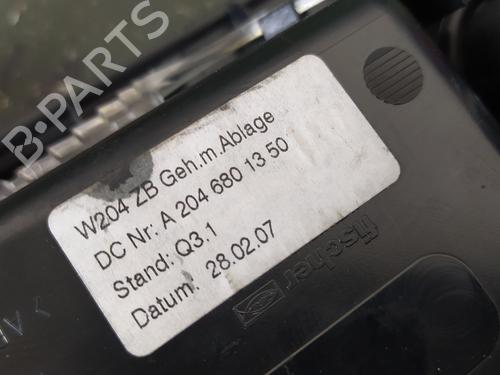 B-PARTS
W204 ZB Geh.m.Ablage
DC Nr: A 204 680 13 50
Stand: Q3.1
Datum: 28.02.07
fischer